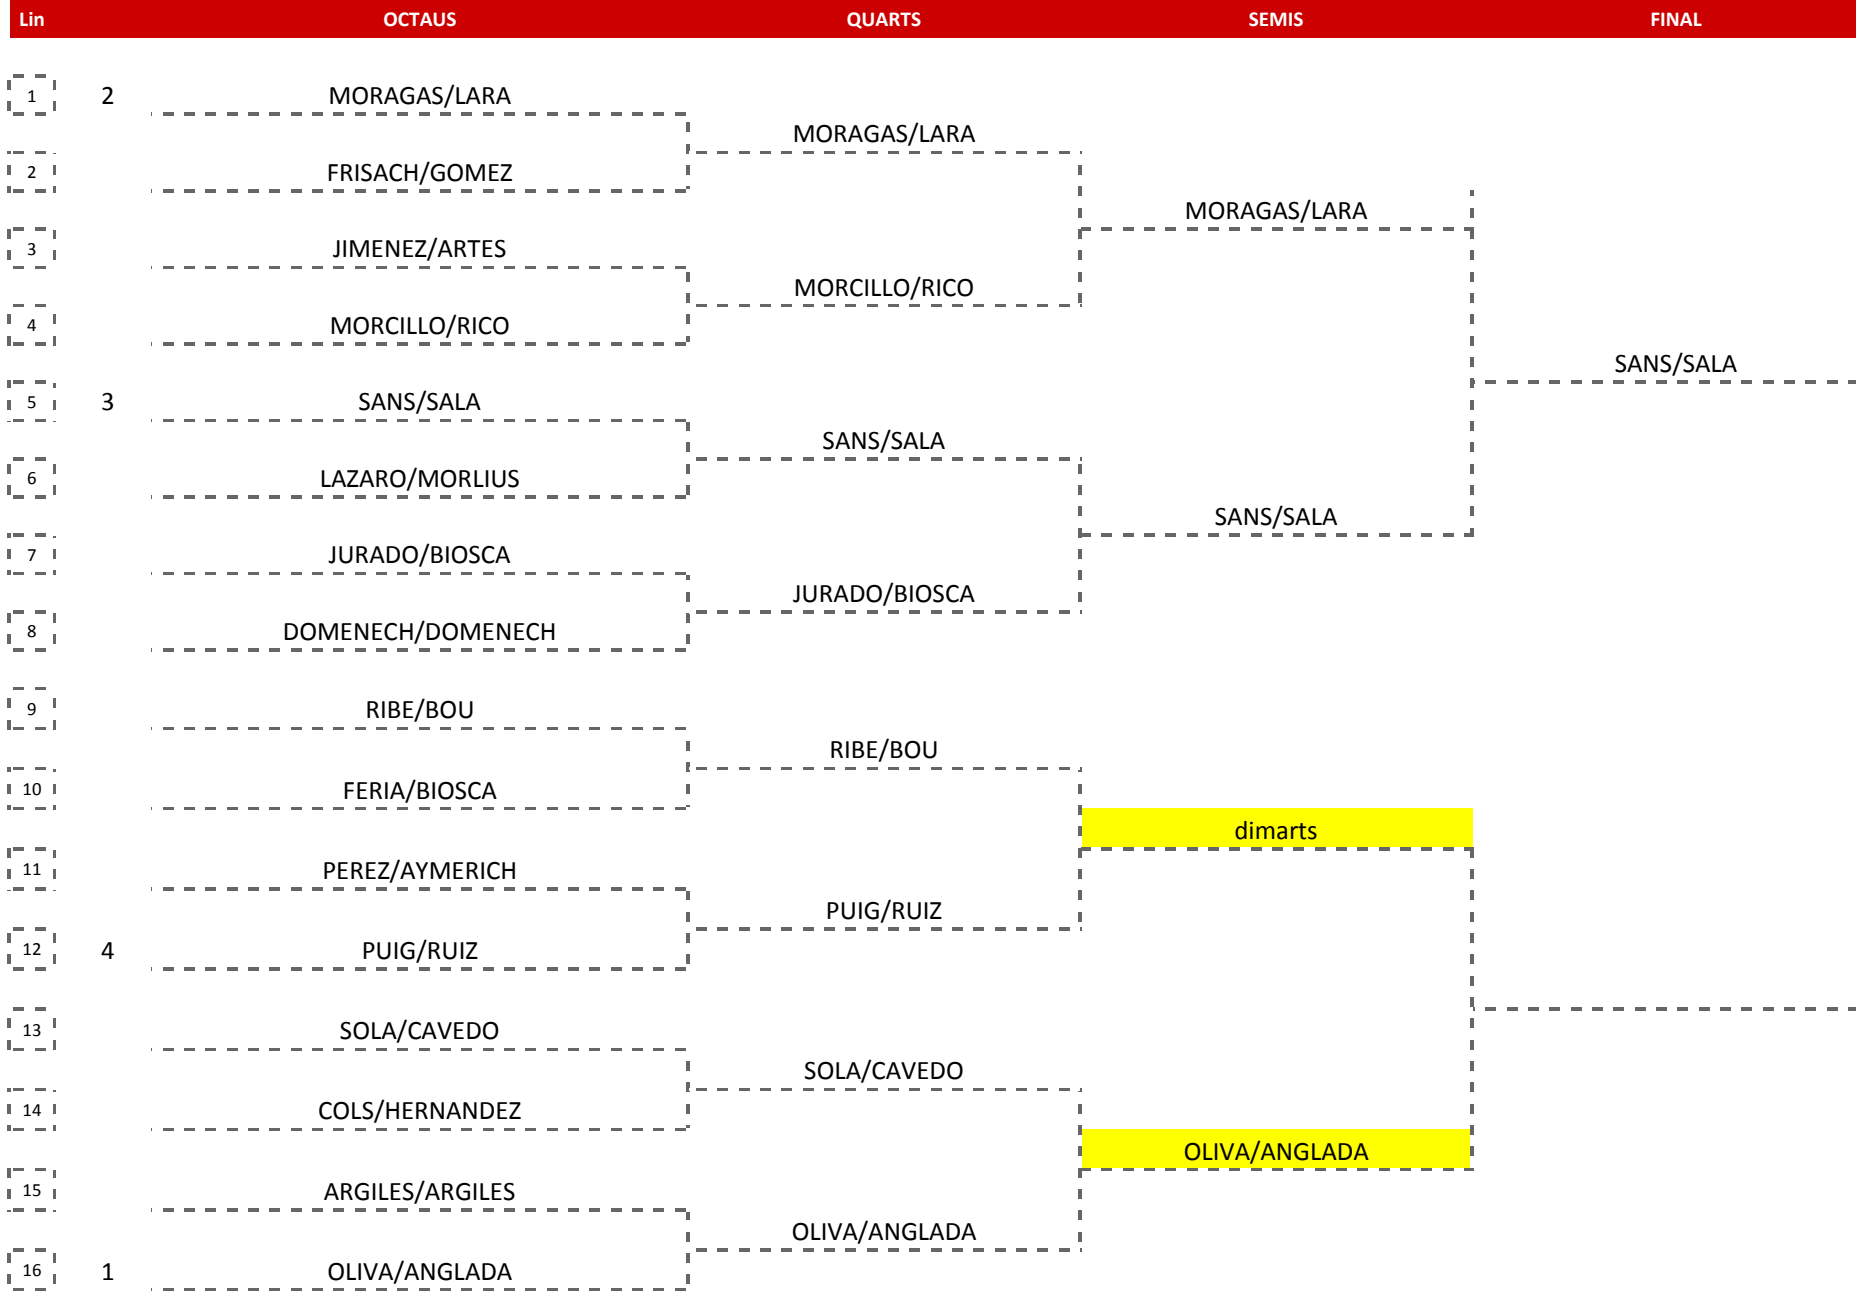 Lin OCTAUS QUARTS SEMIS FINAL
1 2 MORAGAS/LARA
MORAGAS/LARA
2 FRISACH/GOMEZ
MORAGAS/LARA
3 JIMENEZ/ARTES
MORCILLO/RICO
4 MORCILLO/RICO
SANS/SALA
5 3 SANS/SALA
SANS/SALA
6 LAZARO/MORLIUS
SANS/SALA
7 JURADO/BIOSCA
JURADO/BIOSCA
8 DOMENECH/DOMENECH
9 RIBE/BOU
RIBE/BOU
10 FERIA/BIOSCA
dimarts
11 PEREZ/AYMERICH
PUIG/RUIZ
12 4 PUIG/RUIZ
13 SOLA/CAVEDO
SOLA/CAVEDO
14 COLS/HERNANDEZ
OLIVA/ANGLADA
15 ARGILES/ARGILES
OLIVA/ANGLADA
16 1 OLIVA/ANGLADA